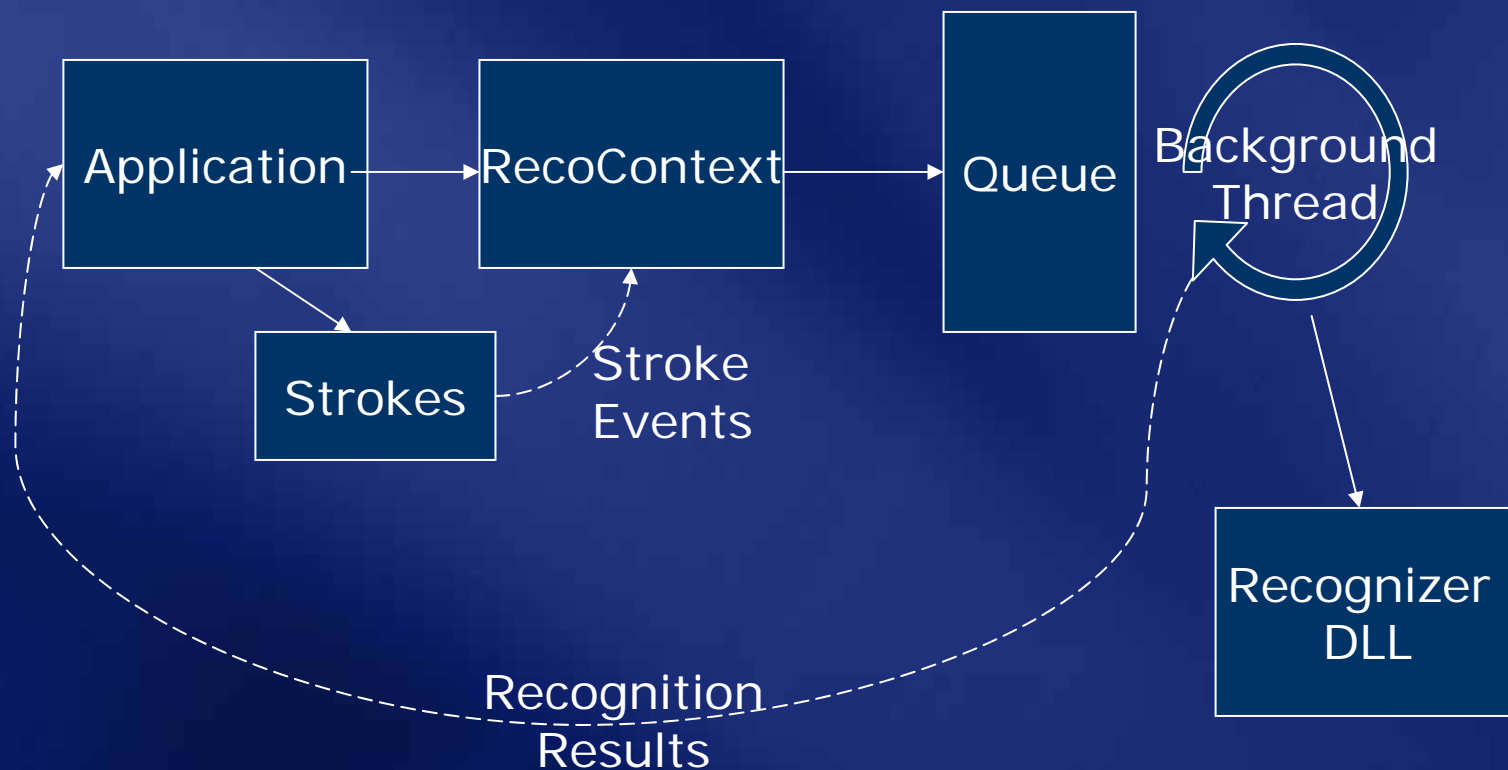 Application
RecoContext
Queue
Background
Thread
Strokes
Stroke
Events
Recognizer
DLL
Recognition
Results